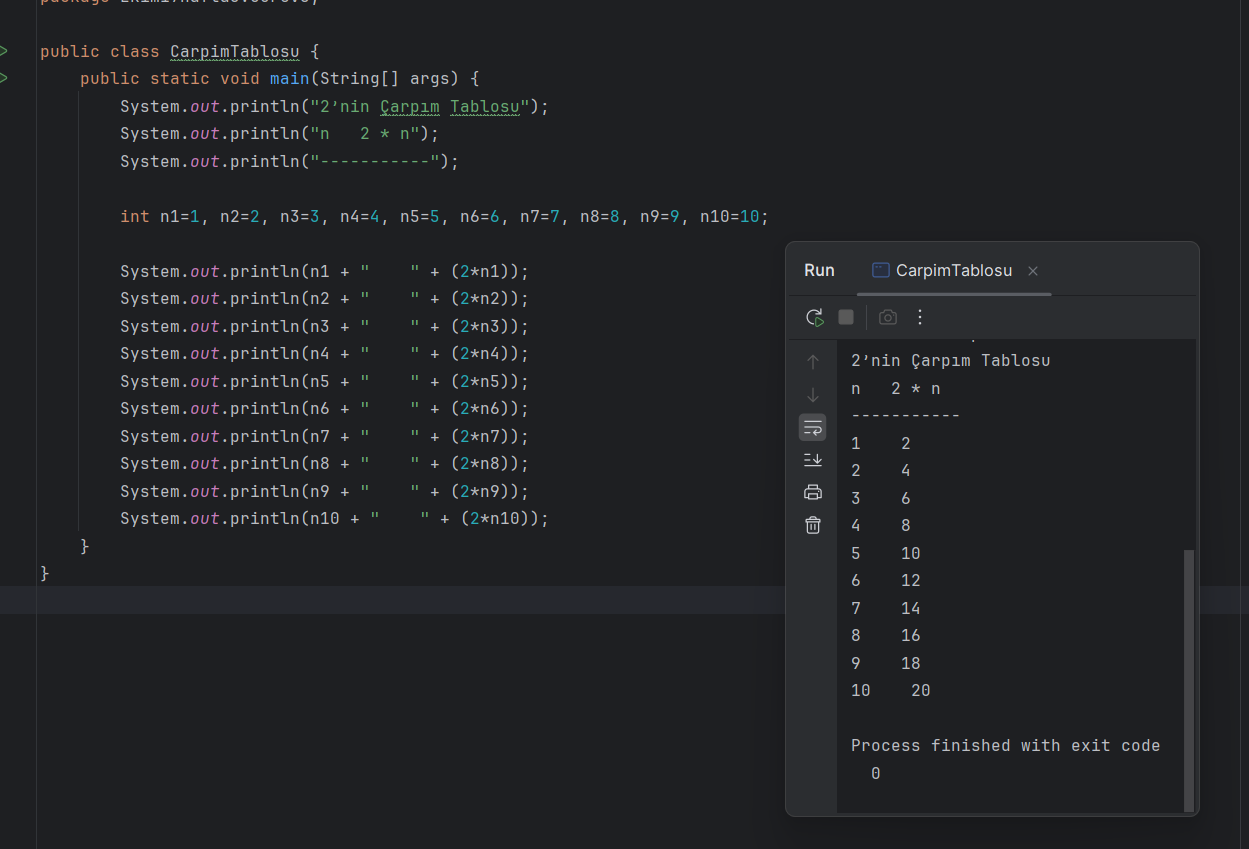 public class CarpimTablosu {
    public static void main(String[] args) {
        System.out.println("2'nin Çarpım Tablosu");
        System.out.println("n   2 * n");
        System.out.println("-----------");

        int n1=1, n2=2, n3=3, n4=4, n5=5, n6=6, n7=7, n8=8, n9=9, n10=10;

        System.out.println(n1 + "    " + (2*n1));
        System.out.println(n2 + "    " + (2*n2));
        System.out.println(n3 + "    " + (2*n3));
        System.out.println(n4 + "    " + (2*n4));
        System.out.println(n5 + "    " + (2*n5));
        System.out.println(n6 + "    " + (2*n6));
        System.out.println(n7 + "    " + (2*n7));
        System.out.println(n8 + "    " + (2*n8));
        System.out.println(n9 + "    " + (2*n9));
        System.out.println(n10 + "    " + (2*n10));
    }
}
Run CarpimTablosu
2'nin Çarpım Tablosu
n   2 * n
-----------
1    2
2    4
3    6
4    8
5    10
6    12
7    14
8    16
9    18
10    20

Process finished with exit code
  0